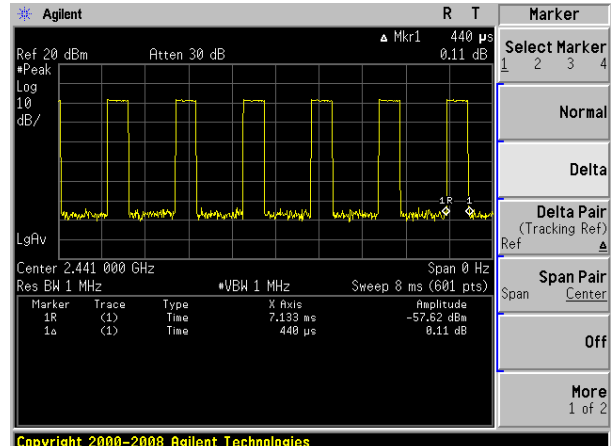 Agilent R T Marker
Δ Mkr1 440 µs
Ref 20 dBm Atten 30 dB 0.11 dB
#Peak
Log
10
dB/
1R 1
LgAv
Center 2.441 000 GHz Span 0 Hz
Res BW 1 MHz #VBW 1 MHz Sweep 8 ms (601 pts)
Marker Trace Type X Axis Amplitude
1R (1) Time 7.133 ms -57.62 dBm
1Δ (1) Time 440 µs 0.11 dB
Select Marker
1 2 3 4
Normal
Delta
Delta Pair
(Tracking Ref)
Ref Δ
Span Pair
Span Center
Off
More
1 of 2
Copyright 2000-2008 Agilent Technologies